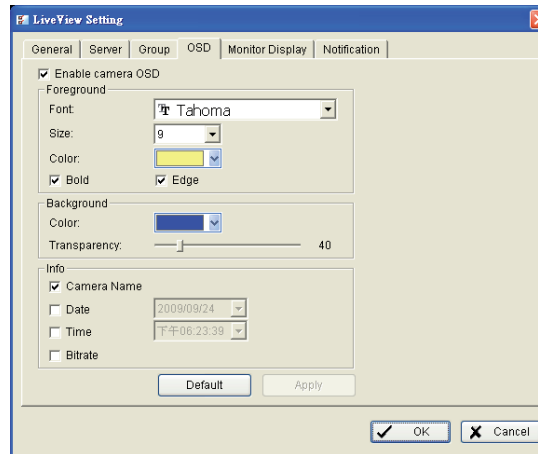 LiveView Setting
General Server Group OSD Monitor Display Notification
Enable camera OSD
Foreground
Font: Tahoma
Size: 9
Color:
Bold Edge
Background
Color:
Transparency: 40
Info
Camera Name
Date 2009/09/24
Time 下午06:23:39
Bitrate
Default Apply
OK Cancel